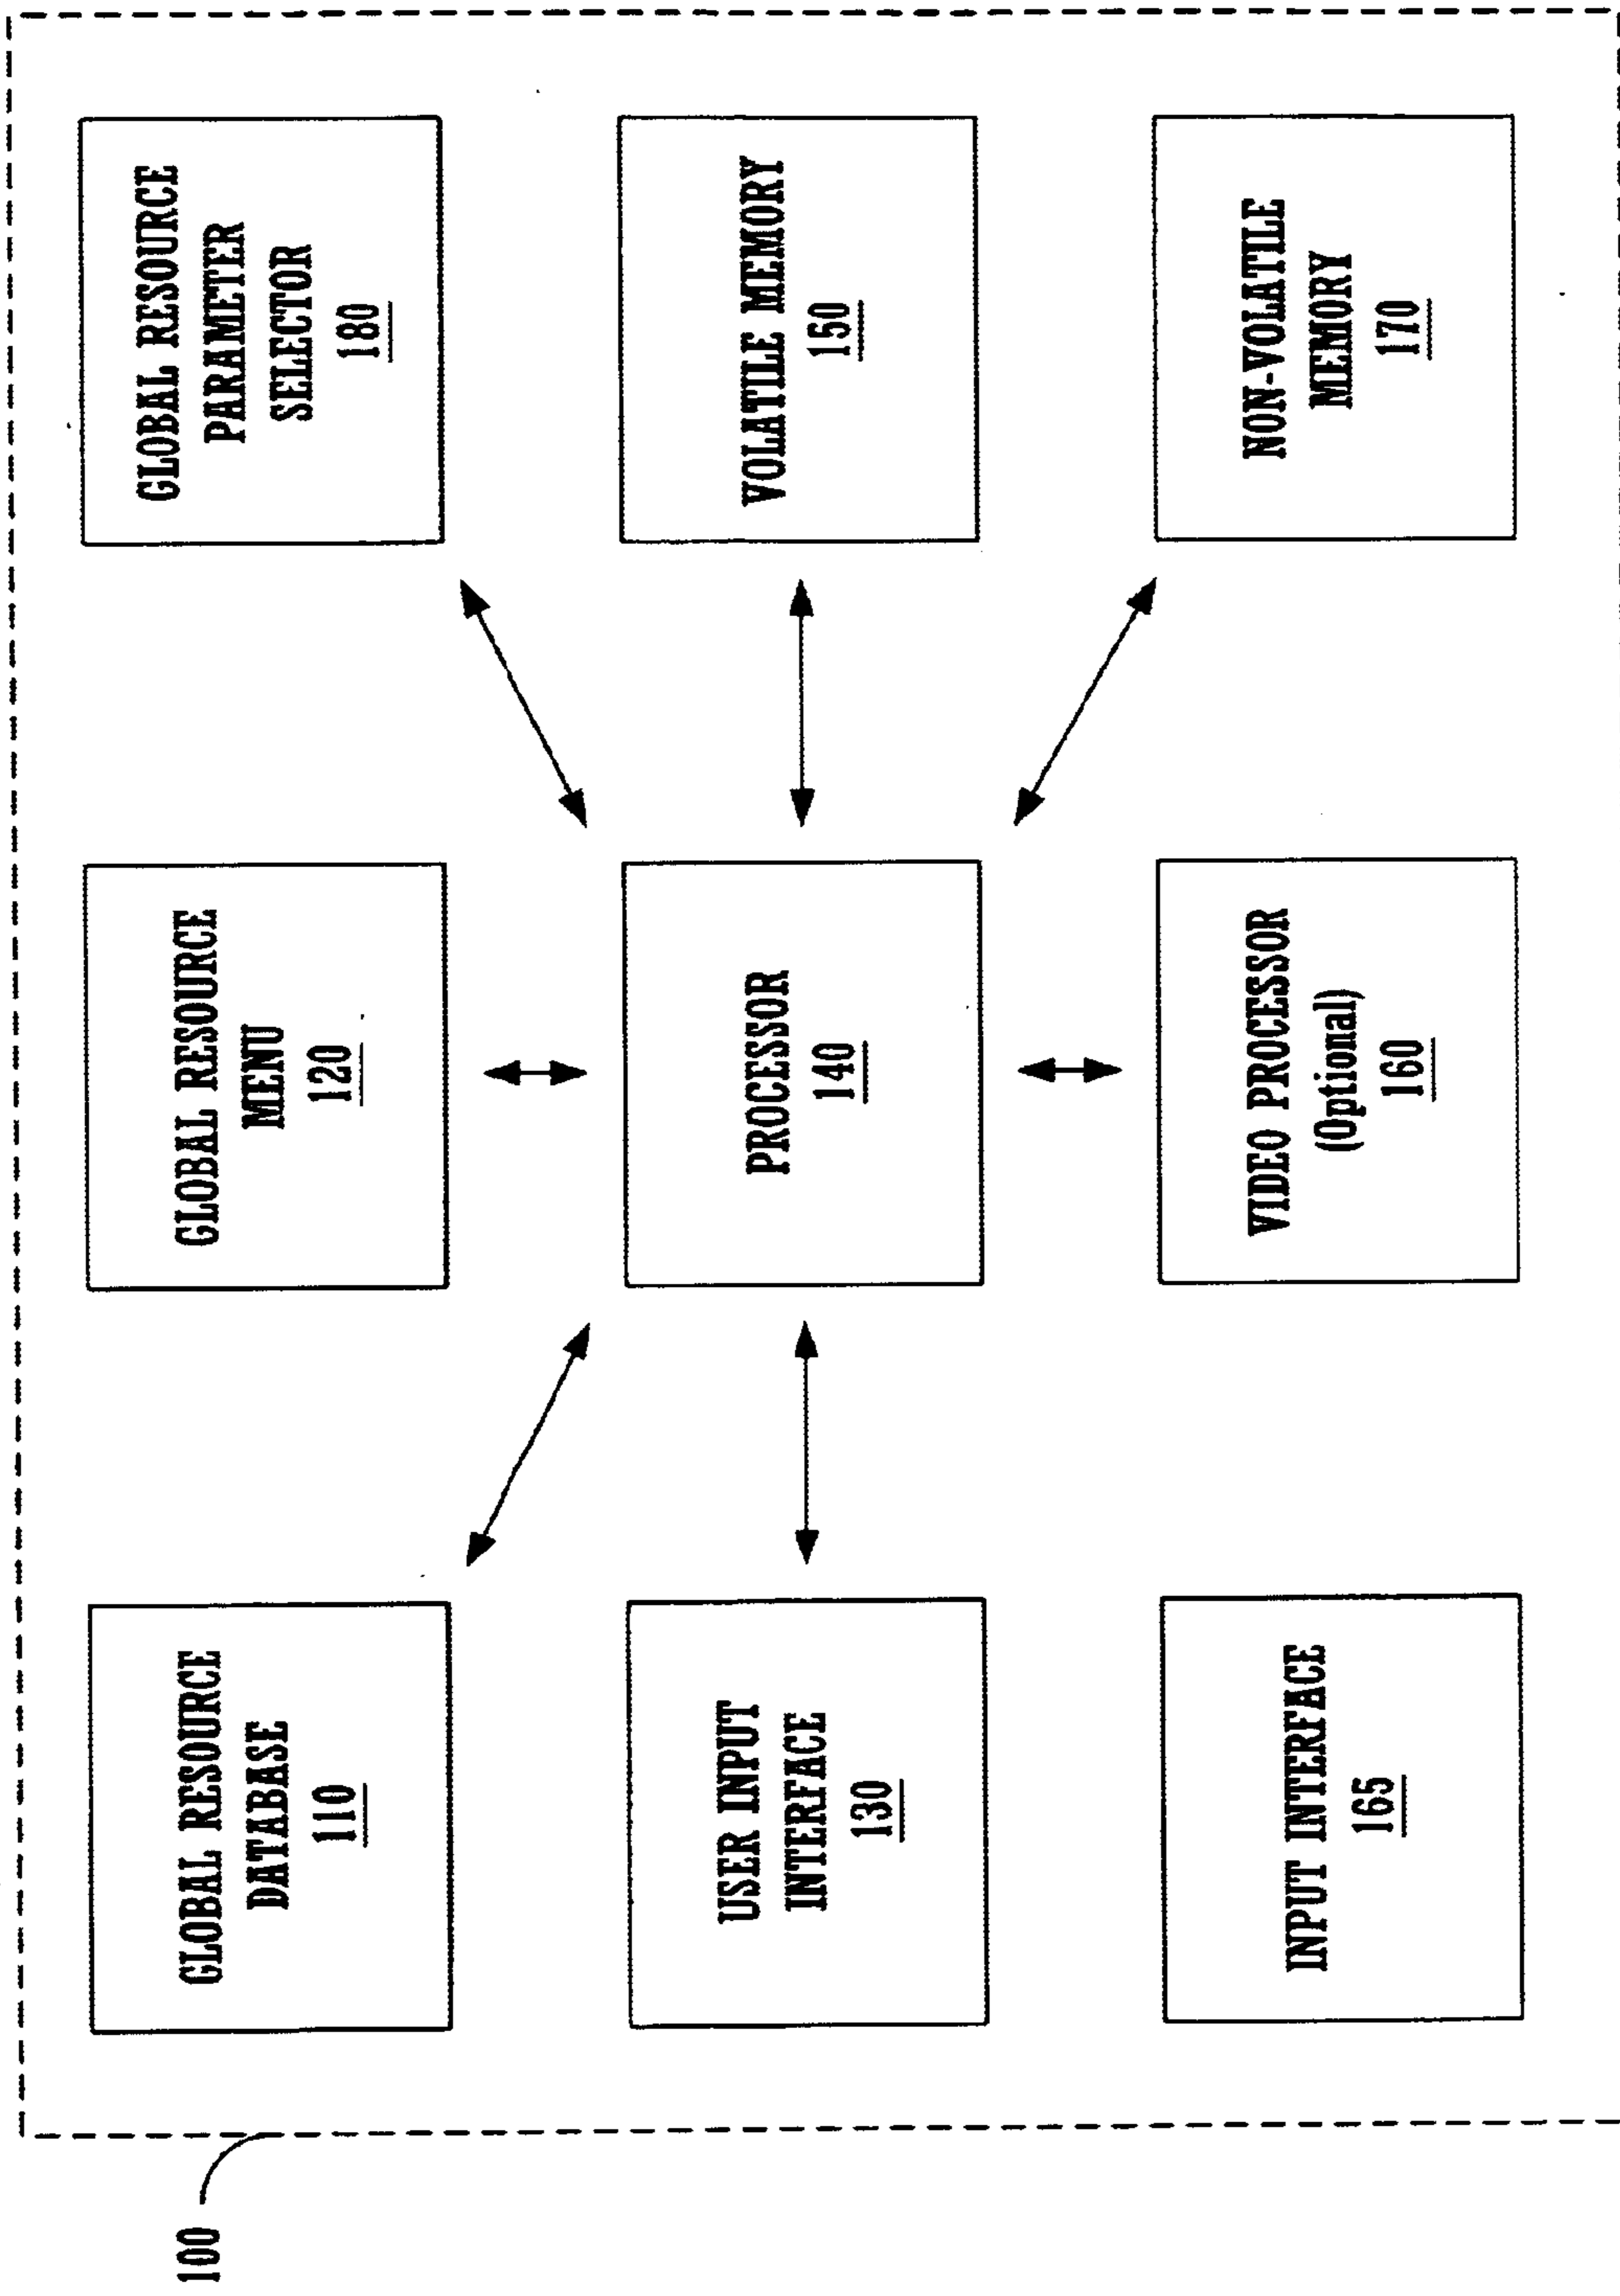 100
GLOBAL RESOURCE
DATABASE
110
GLOBAL RESOURCE
MENU
120
GLOBAL RESOURCE
PARAMETER
SELECTOR
180
USER INPUT
INTERFACE
130
PROCESSOR
140
VOLATILE MEMORY
150
INPUT INTERFACE
165
VIDEO PROCESSOR
(Optional)
160
NON-VOLATILE
MEMORY
170